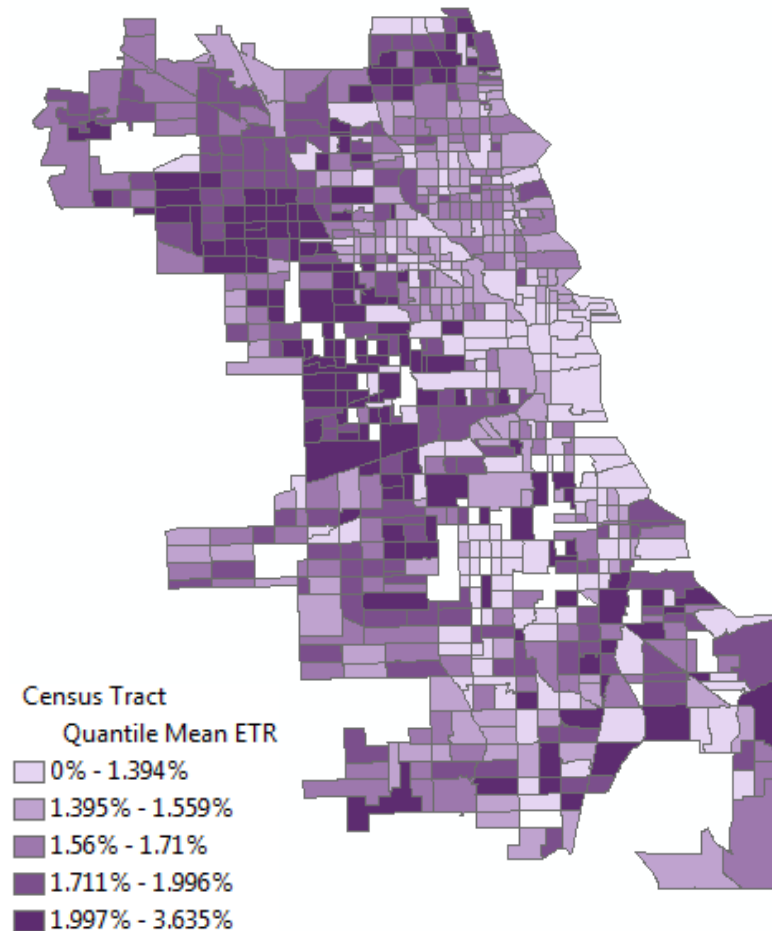 Census Tract
Quantile Mean ETR
0% - 1.394%
1.395% - 1.559%
1.56% - 1.71%
1.711% - 1.996%
1.997% - 3.635%